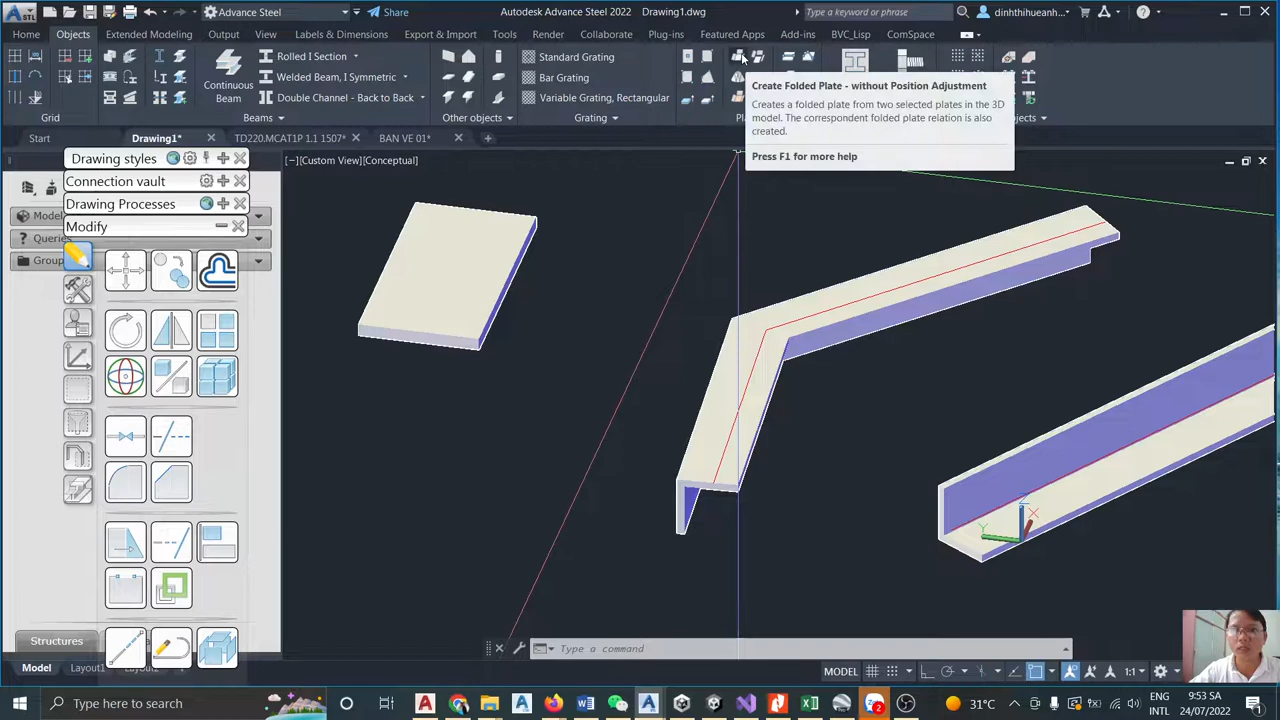 STL
Advance Steel
Share
Autodesk Advance Steel 2022 Drawing1.dwg
Type a keyword or phrase
dinhthihueanh...
Home
Objects
Extended Modeling
Output
View
Labels & Dimensions
Export & Import
Tools
Render
Collaborate
Plug-ins
Featured Apps
Add-ins
BVC_Lisp
ComSpace
Continuous
Beam
Rolled I Section
Welded Beam, I Symmetric
Double Channel - Back to Back
Standard Grating
Bar Grating
Variable Grating, Rectangular
Beams
Other objects
Grating
Create Folded Plate - without Position Adjustment
Creates a folded plate from two selected plates in the 3D
model. The correspondent folded plate relation is also
created.
Press F1 for more help
Start
Drawing1*
TD220.MCAT1P 1.1 1507*
BAN VE 01*
[−][Custom View][Conceptual]
Drawing styles
Connection vault
Drawing Processes
Modify
Z
X
Y
Structures
Type a command
Model
Layout1
MODEL
1:1
Type here to search
31°C
ENG
9:53 SA
INTL
24/07/2022